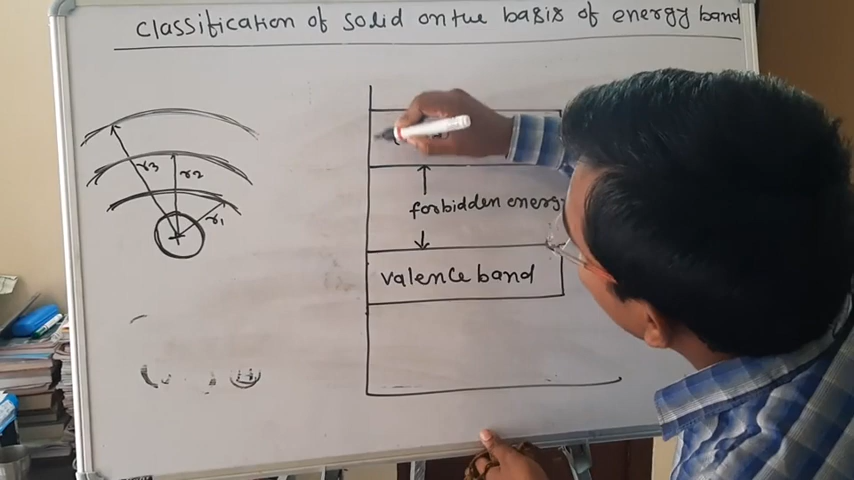 classification of solid on the basis of energy band
r3
r2
r1
forbidden energy
valence band